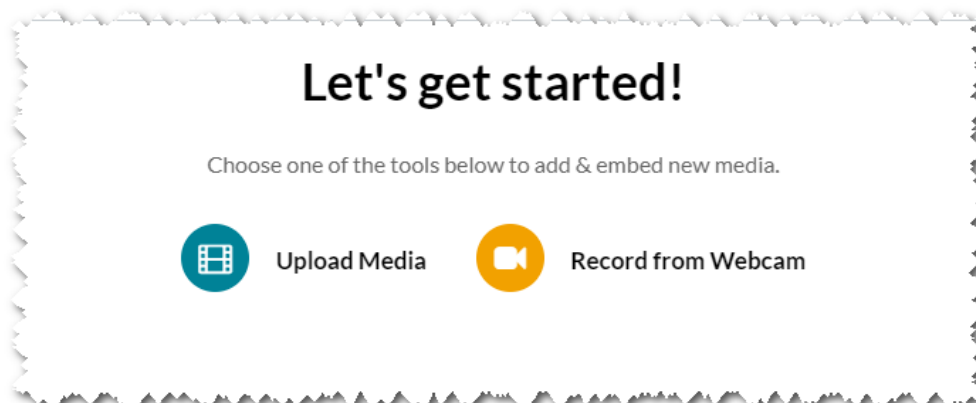 Let's get started!
Choose one of the tools below to add & embed new media.
Upload Media
Record from Webcam